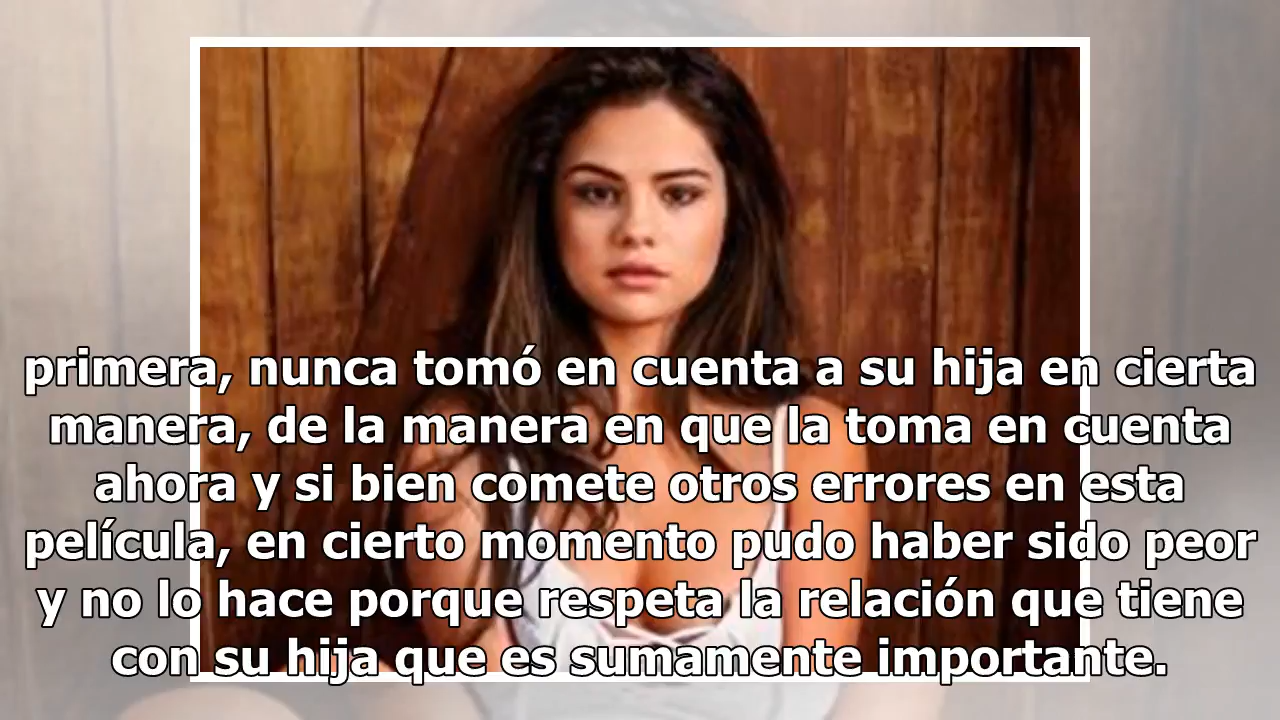 primera, nunca tomó en cuenta a su hija en cierta
manera, de la manera en que la toma en cuenta
ahora y si bien comete otros errores en esta
película, en cierto momento pudo haber sido peor
y no lo hace porque respeta la relación que tiene
con su hija que es sumamente importante.